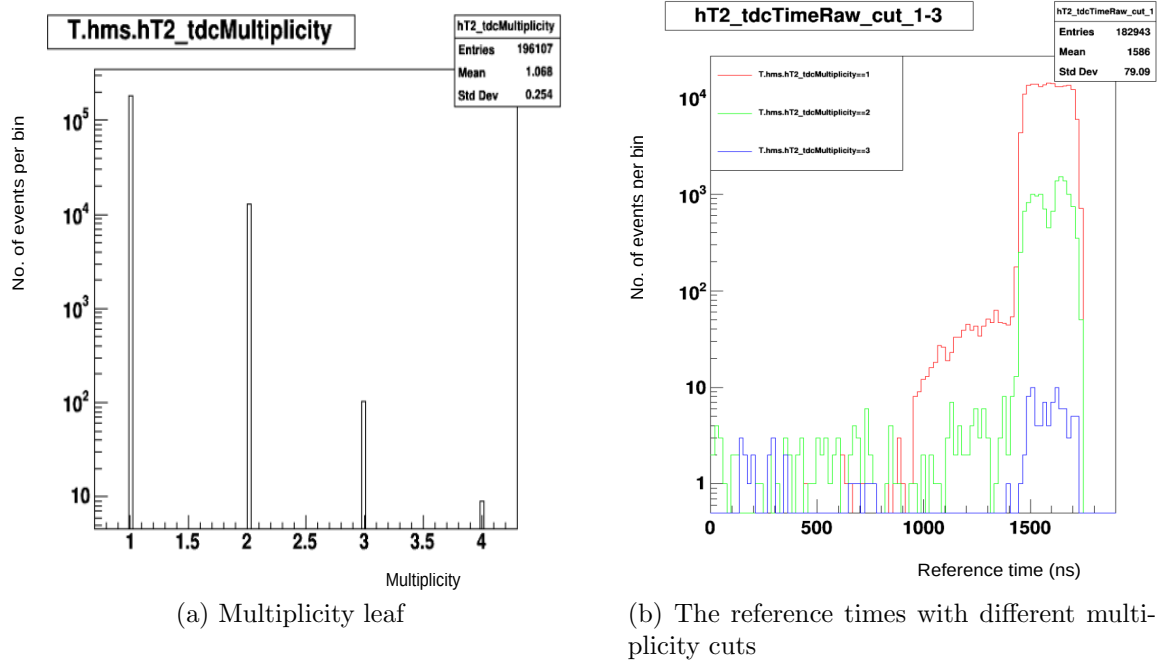 T.hms.hT2_tdcMultiplicity
hT2_tdcMultiplicity
Entries 196107
Mean 1.068
Std Dev 0.254
No. of events per bin
10^5
10^4
10^3
10^2
10
1 1.5 2 2.5 3 3.5 4
Multiplicity
(a) Multiplicity leaf
hT2_tdcTimeRaw_cut_1-3
hT2_tdcTimeRaw_cut_1
Entries 182943
Mean 1586
Std Dev 79.09
T.hms.hT2_tdcMultiplicity==1
T.hms.hT2_tdcMultiplicity==2
T.hms.hT2_tdcMultiplicity==3
No. of events per bin
10^4
10^3
10^2
10
1
0 500 1000 1500
Reference time (ns)
(b) The reference times with different multi-
plicity cuts